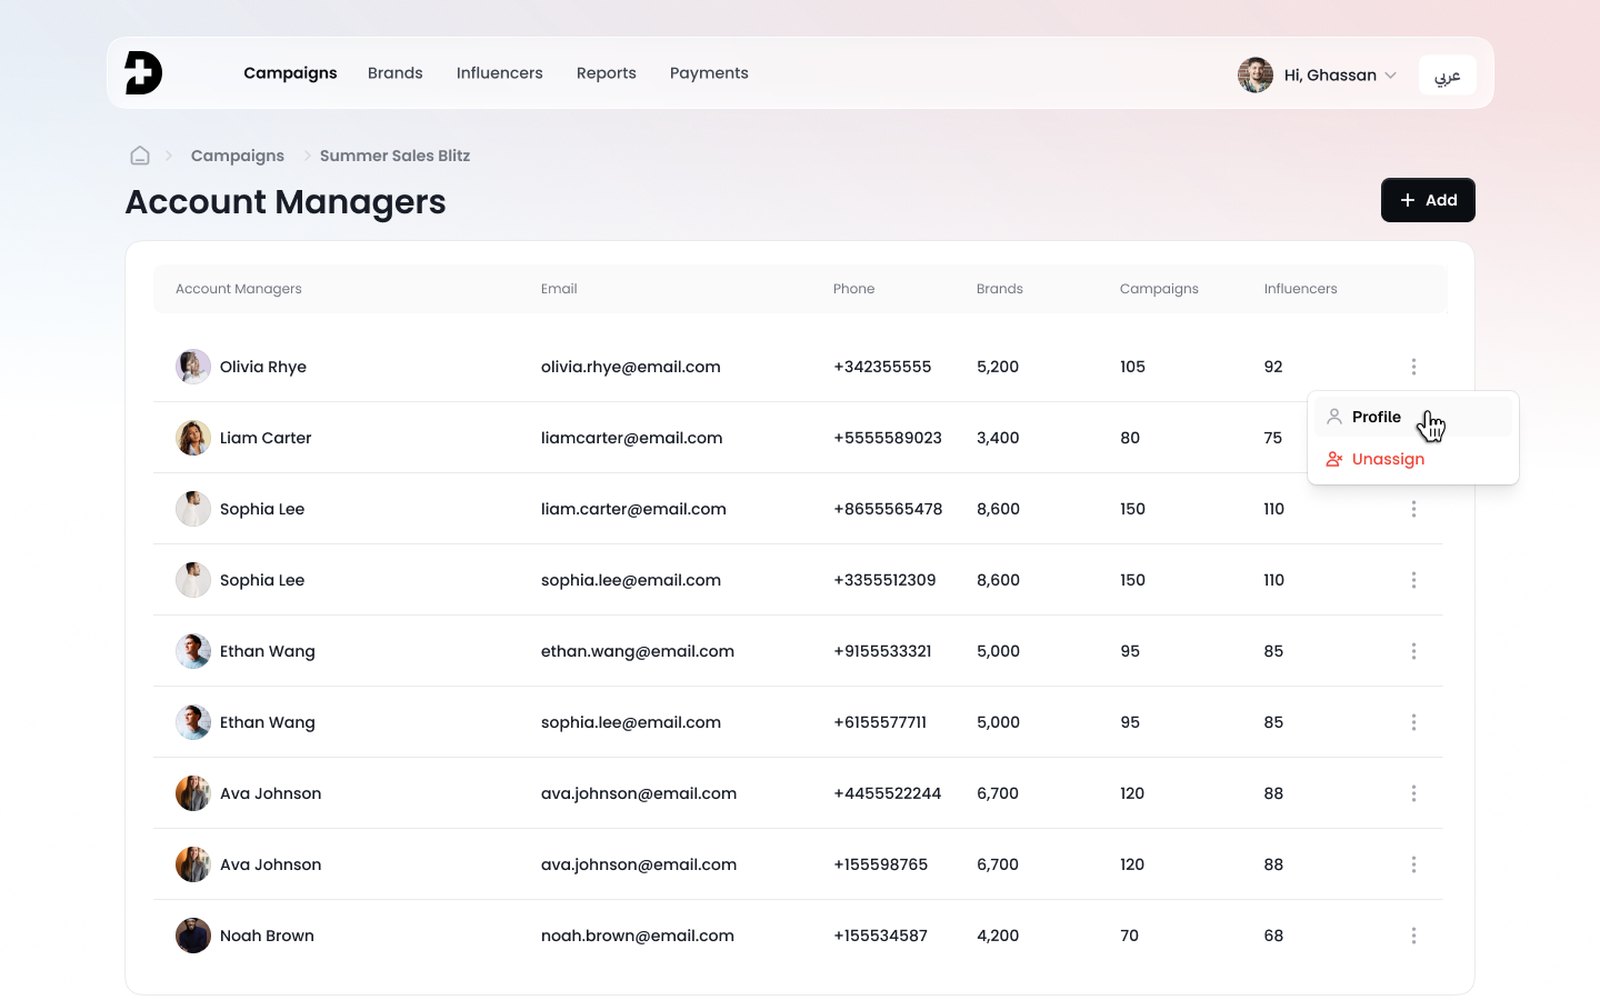 Campaigns Brands Influencers Reports Payments Hi, Ghassan عربي
Campaigns Summer Sales Blitz
Account Managers
+ Add
Account Managers Email Phone Brands Campaigns Influencers
Olivia Rhye olivia.rhye@email.com +342355555 5,200 105 92
Profile
Liam Carter liamcarter@email.com +5555589023 3,400 80 75
Unassign
Sophia Lee liam.carter@email.com +8655565478 8,600 150 110
Sophia Lee sophia.lee@email.com +3355512309 8,600 150 110
Ethan Wang ethan.wang@email.com +9155533321 5,000 95 85
Ethan Wang sophia.lee@email.com +6155577711 5,000 95 85
Ava Johnson ava.johnson@email.com +4455522244 6,700 120 88
Ava Johnson ava.johnson@email.com +155598765 6,700 120 88
Noah Brown noah.brown@email.com +155534587 4,200 70 68